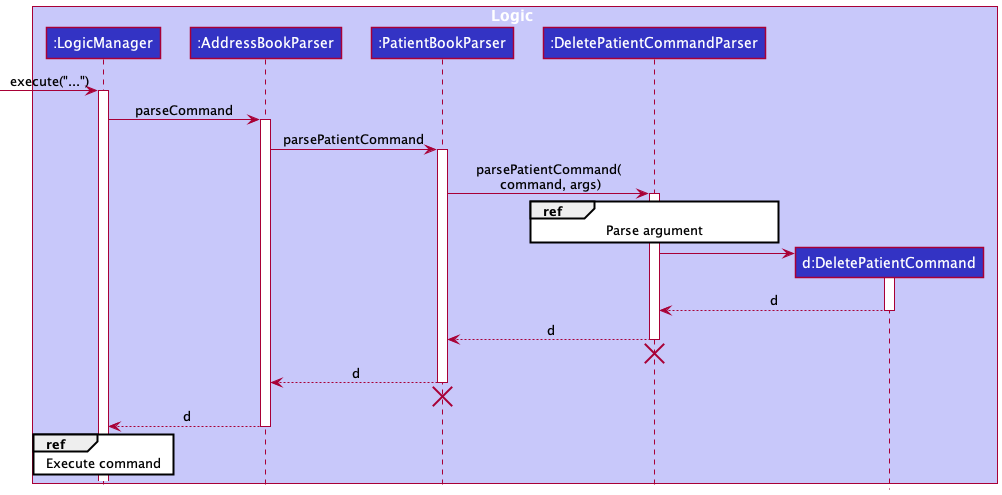 Logic
:LogicManager
:AddressBookParser
:PatientBookParser
:DeletePatientCommandParser
execute("...")
parseCommand
parsePatientCommand
parsePatientCommand(
command, args)
ref
Parse argument
d:DeletePatientCommand
d
d
d
d
ref
Execute command